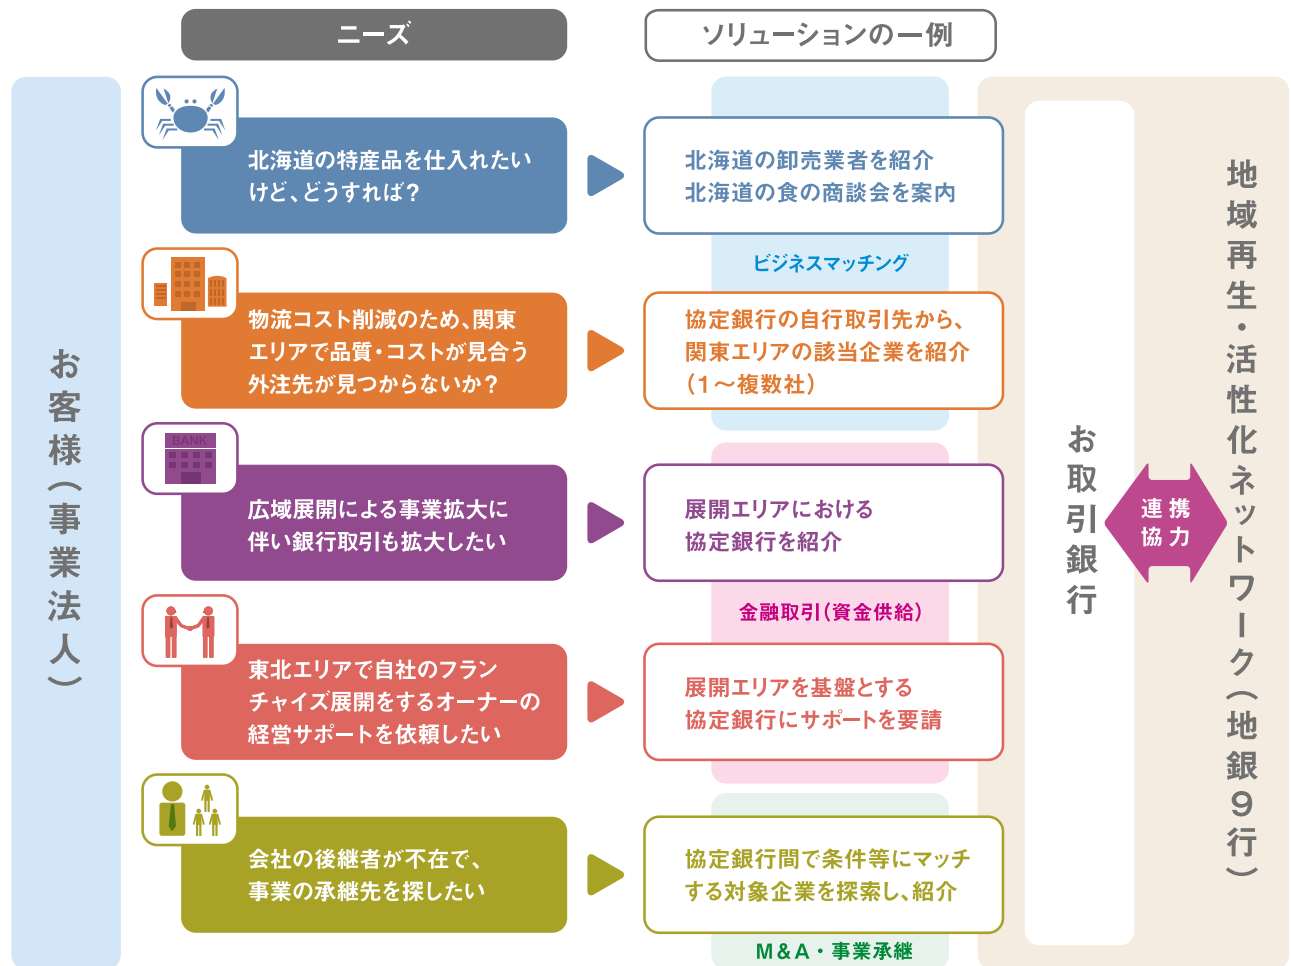 ニーズ
ソリューションの一例
お客様（事業法人）
北海道の特産品を仕入れたい
けど、どうすれば？
北海道の卸売業者を紹介
北海道の食の商談会を案内
ビジネスマッチング
物流コスト削減のため、関東
エリアで品質・コストが見合う
外注先が見つからないか？
協定銀行の自行取引先から、
関東エリアの該当企業を紹介
（1～複数社）
BANK
広域展開による事業拡大に
伴い銀行取引も拡大したい
展開エリアにおける
協定銀行を紹介
金融取引（資金供給）
東北エリアで自社のフラン
チャイズ展開をするオーナーの
経営サポートを依頼したい
展開エリアを基盤とする
協定銀行にサポートを要請
会社の後継者が不在で、
事業の承継先を探したい
協定銀行間で条件等にマッチ
する対象企業を探索し、紹介
M＆A・事業承継
お取引銀行
連携
協力
地域再生・活性化ネットワーク（地銀9行）